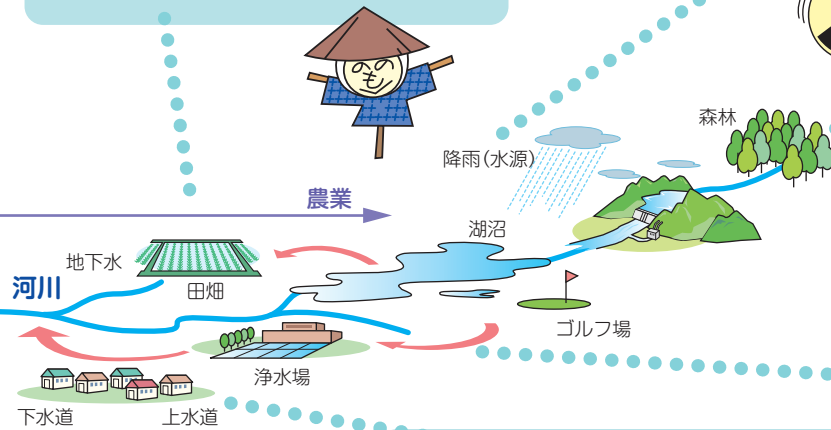 森林
降雨(水源)
農業
湖沼
地下水
田畑
河川
ゴルフ場
浄水場
下水道
上水道